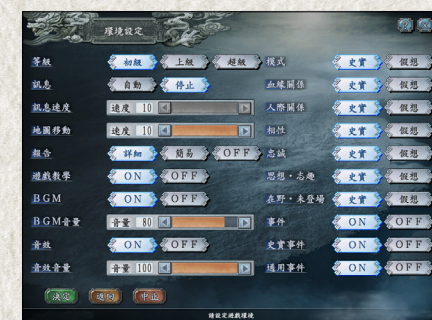 環境設定
等級 初級 上級 超級 模式 史實 假想
訊息 自動 停止 血緣關係 史實 假想
訊息速度 速度 10 人際關係 史實 假想
地圖移動 速度 10 相性 史實 假想
報告 詳細 簡易 OFF 忠誠 史實 假想
遊戲教學 ON OFF 思想・志趣 史實 假想
BGM ON OFF 在野・未登場 史實 假想
BGM音量 音量 80 事件 ON OFF
音效 ON OFF 史實事件 ON OFF
音效音量 音量 100 通用事件 ON OFF
決定 返回 中止
請設定遊戲環境